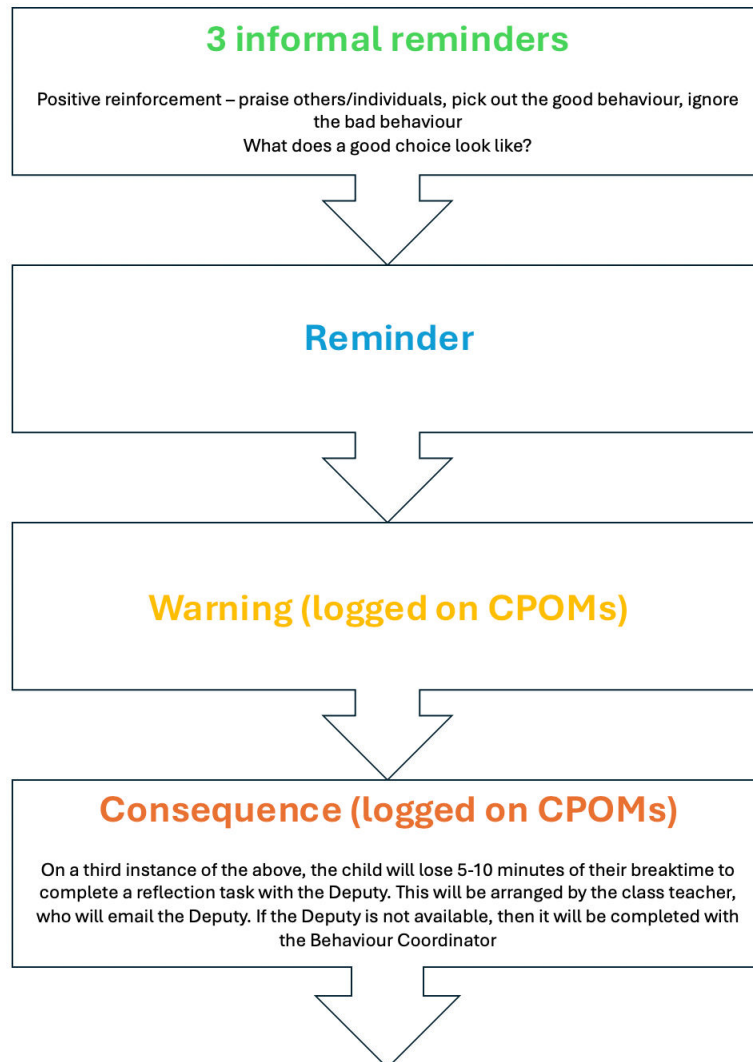 3 informal reminders
Positive reinforcement – praise others/individuals, pick out the good behaviour, ignore
the bad behaviour
What does a good choice look like?
Reminder
Warning (logged on CPOMs)
Consequence (logged on CPOMs)
On a third instance of the above, the child will lose 5-10 minutes of their breaktime to
complete a reflection task with the Deputy. This will be arranged by the class teacher,
who will email the Deputy. If the Deputy is not available, then it will be completed with
the Behaviour Coordinator